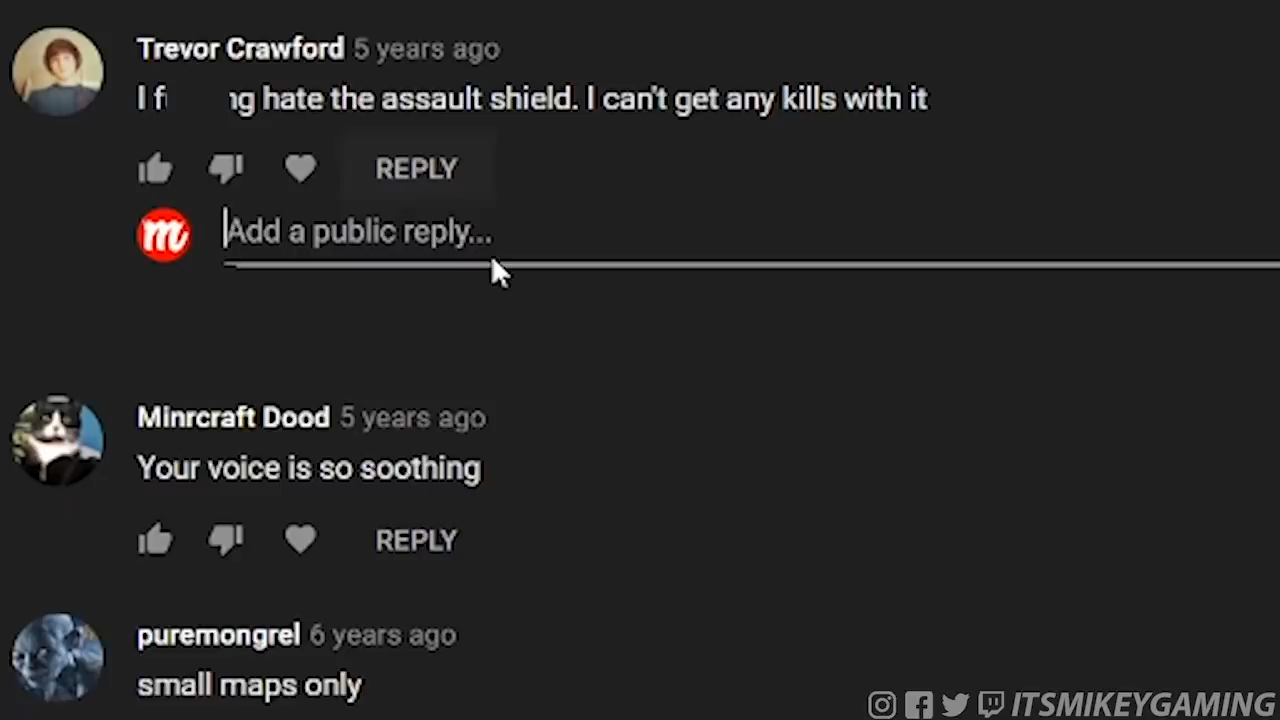 Trevor Crawford 5 years ago
I f ng hate the assault shield. I can't get any kills with it
REPLY
m
Add a public reply...
Minrcraft Dood 5 years ago
Your voice is so soothing
REPLY
puremongrel 6 years ago
small maps only
ITSMIKEYGAMING